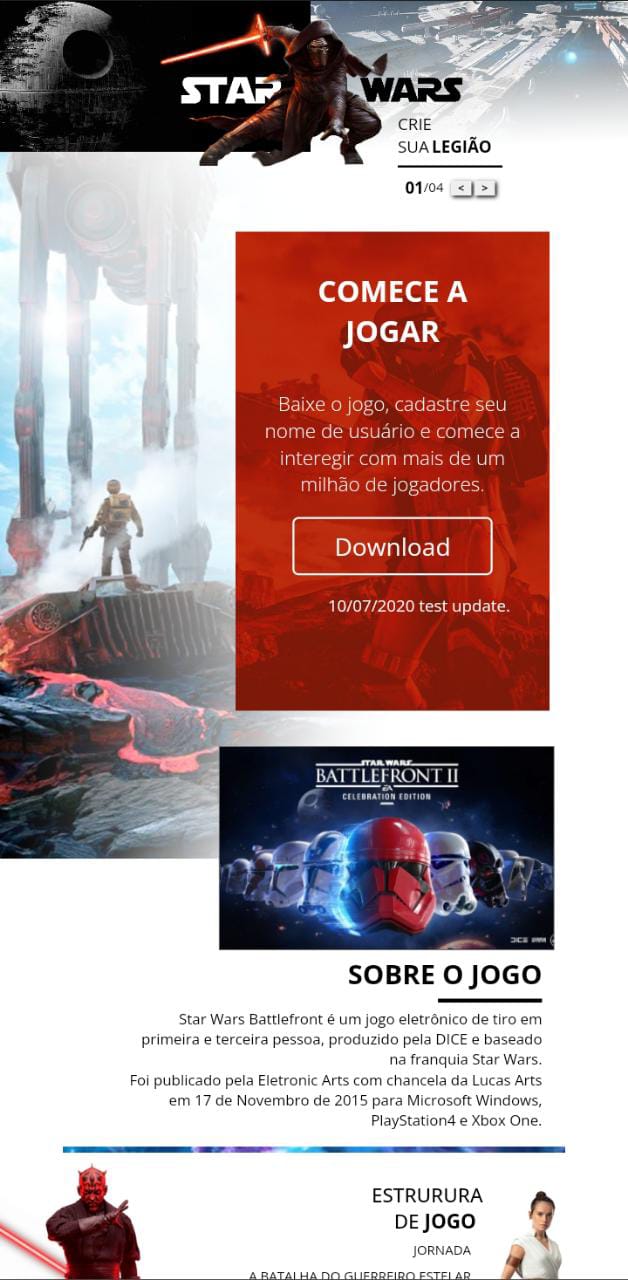 STAR WARS
CRIE
SUA LEGIÃO
01/04 < >
COMECE A
JOGAR
Baixe o jogo, cadastre seu
nome de usuário e comece a
interegir com mais de um
milhão de jogadores.
Download
10/07/2020 test update.
STAR WARS
BATTLEFRONT II
EA
CELEBRATION EDITION
DICE
SOBRE O JOGO
Star Wars Battlefront é um jogo eletrônico de tiro em
primeira e terceira pessoa, produzido pela DICE e baseado
na franquia Star Wars.
Foi publicado pela Eletronic Arts com chancela da Lucas Arts
em 17 de Novembro de 2015 para Microsoft Windows,
PlayStation4 e Xbox One.
ESTRURURA
DE JOGO
JORNADA
A BATALHA DO GUERREIRO ESTELAR